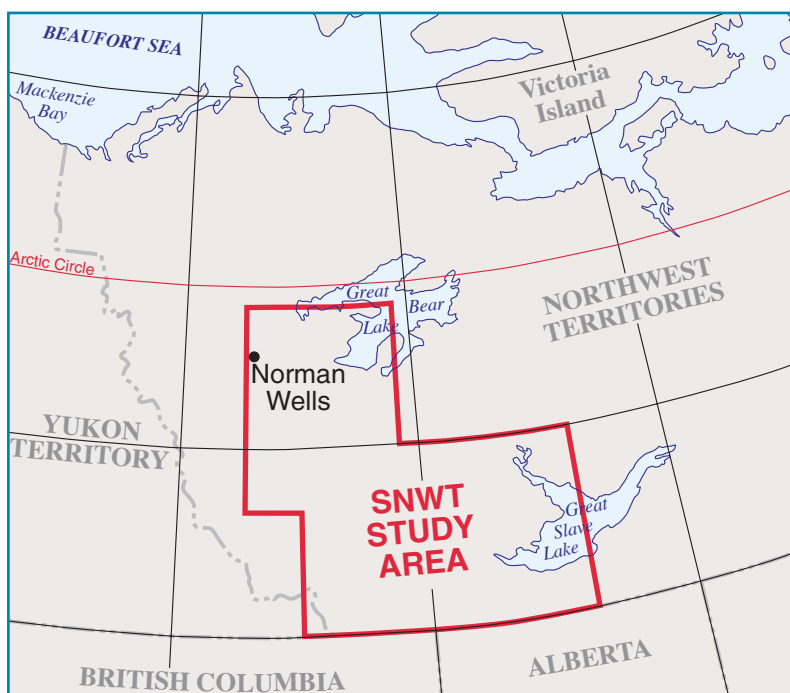 BEAUFORT SEA
Mackenzie
Bay
Victoria
Island
Arctic Circle
Great
Bear
Lake
NORTHWEST
TERRITORIES
Norman
Wells
YUKON
TERRITORY
SNWT
STUDY
AREA
Great
Slave
Lake
BRITISH COLUMBIA
ALBERTA